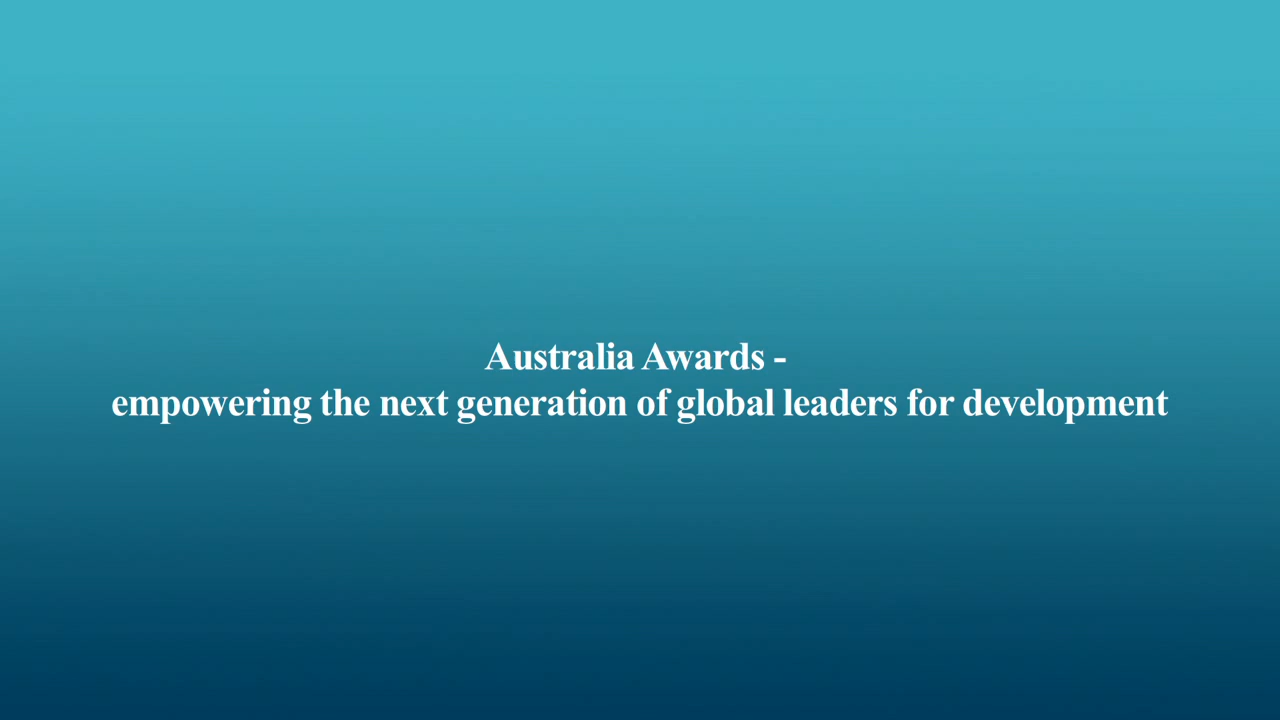 Australia Awards -
empowering the next generation of global leaders for development